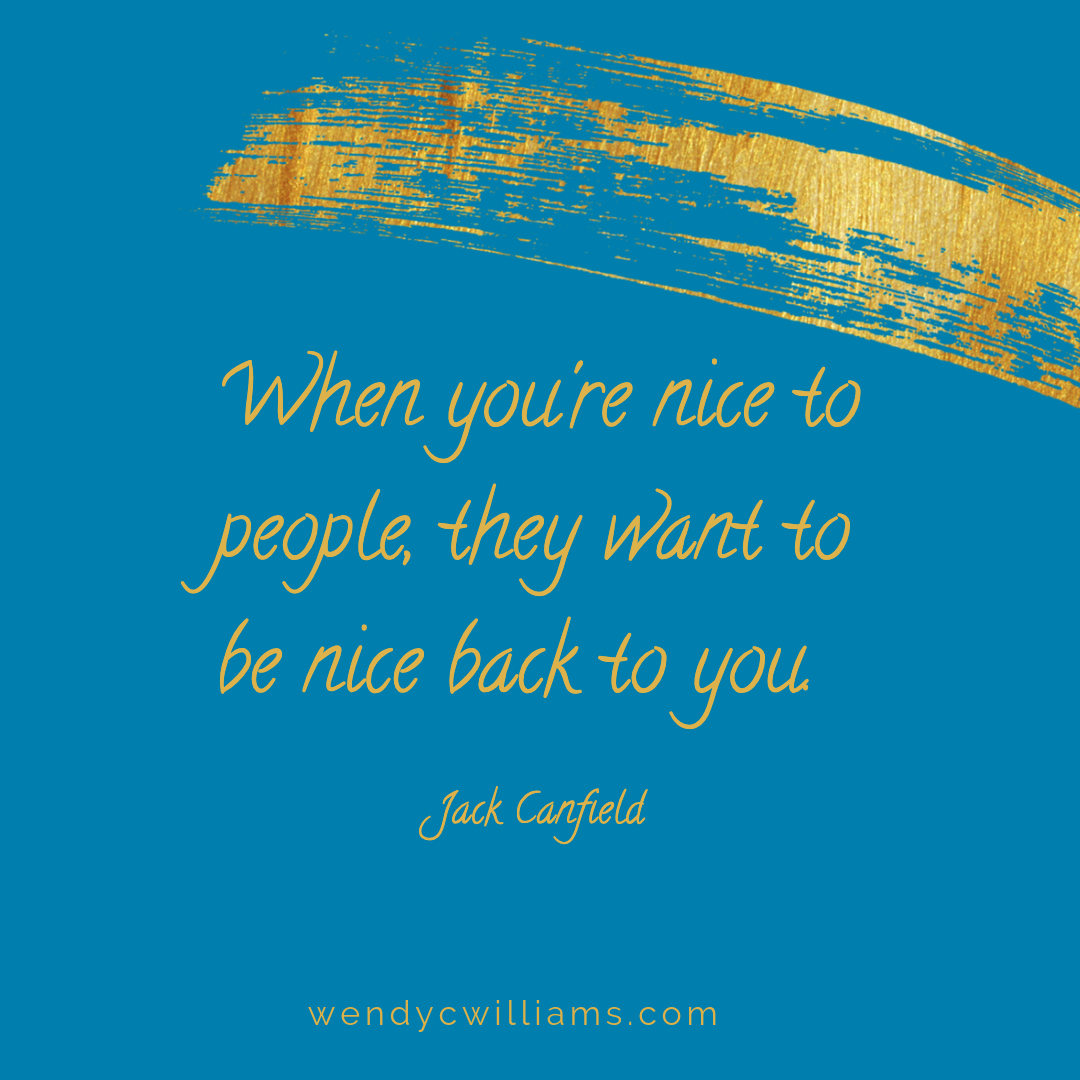 When you're nice to
people, they want to
be nice back to you.
Jack Canfield
wendycwilliams.com